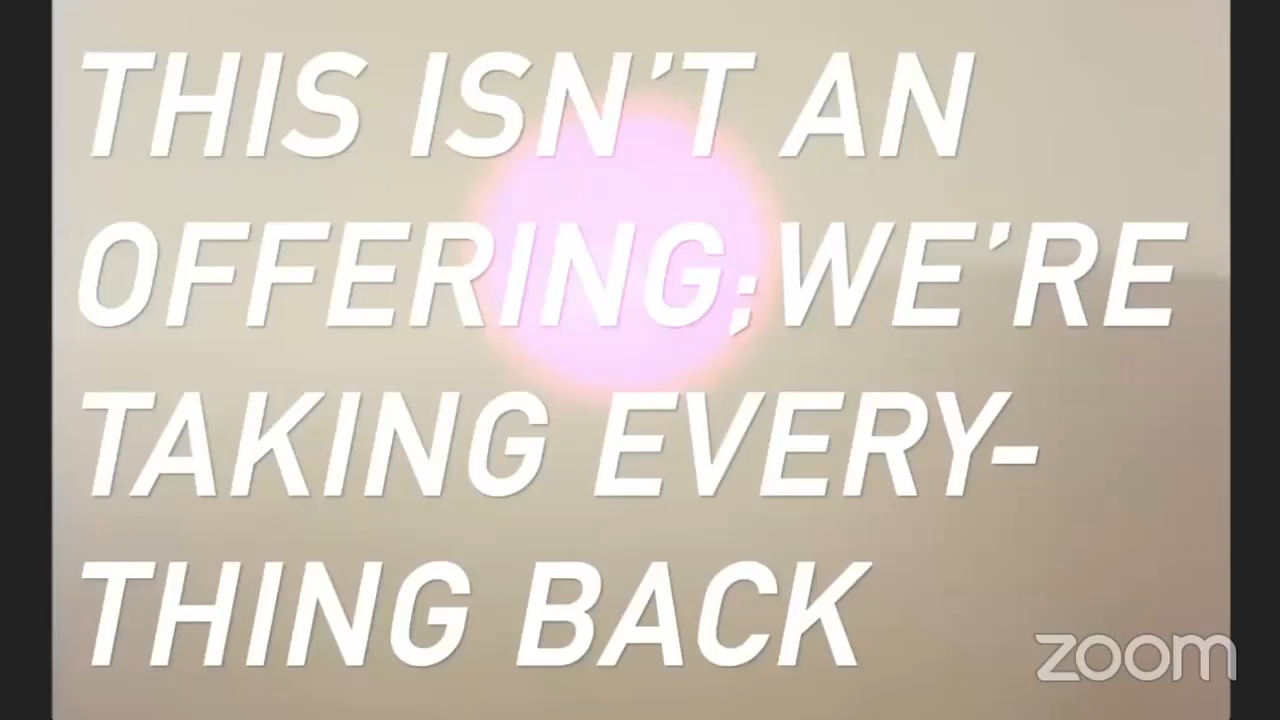 THIS ISN'T AN
OFFERING;WE'RE
TAKING EVERY-
THING BACK
zoom